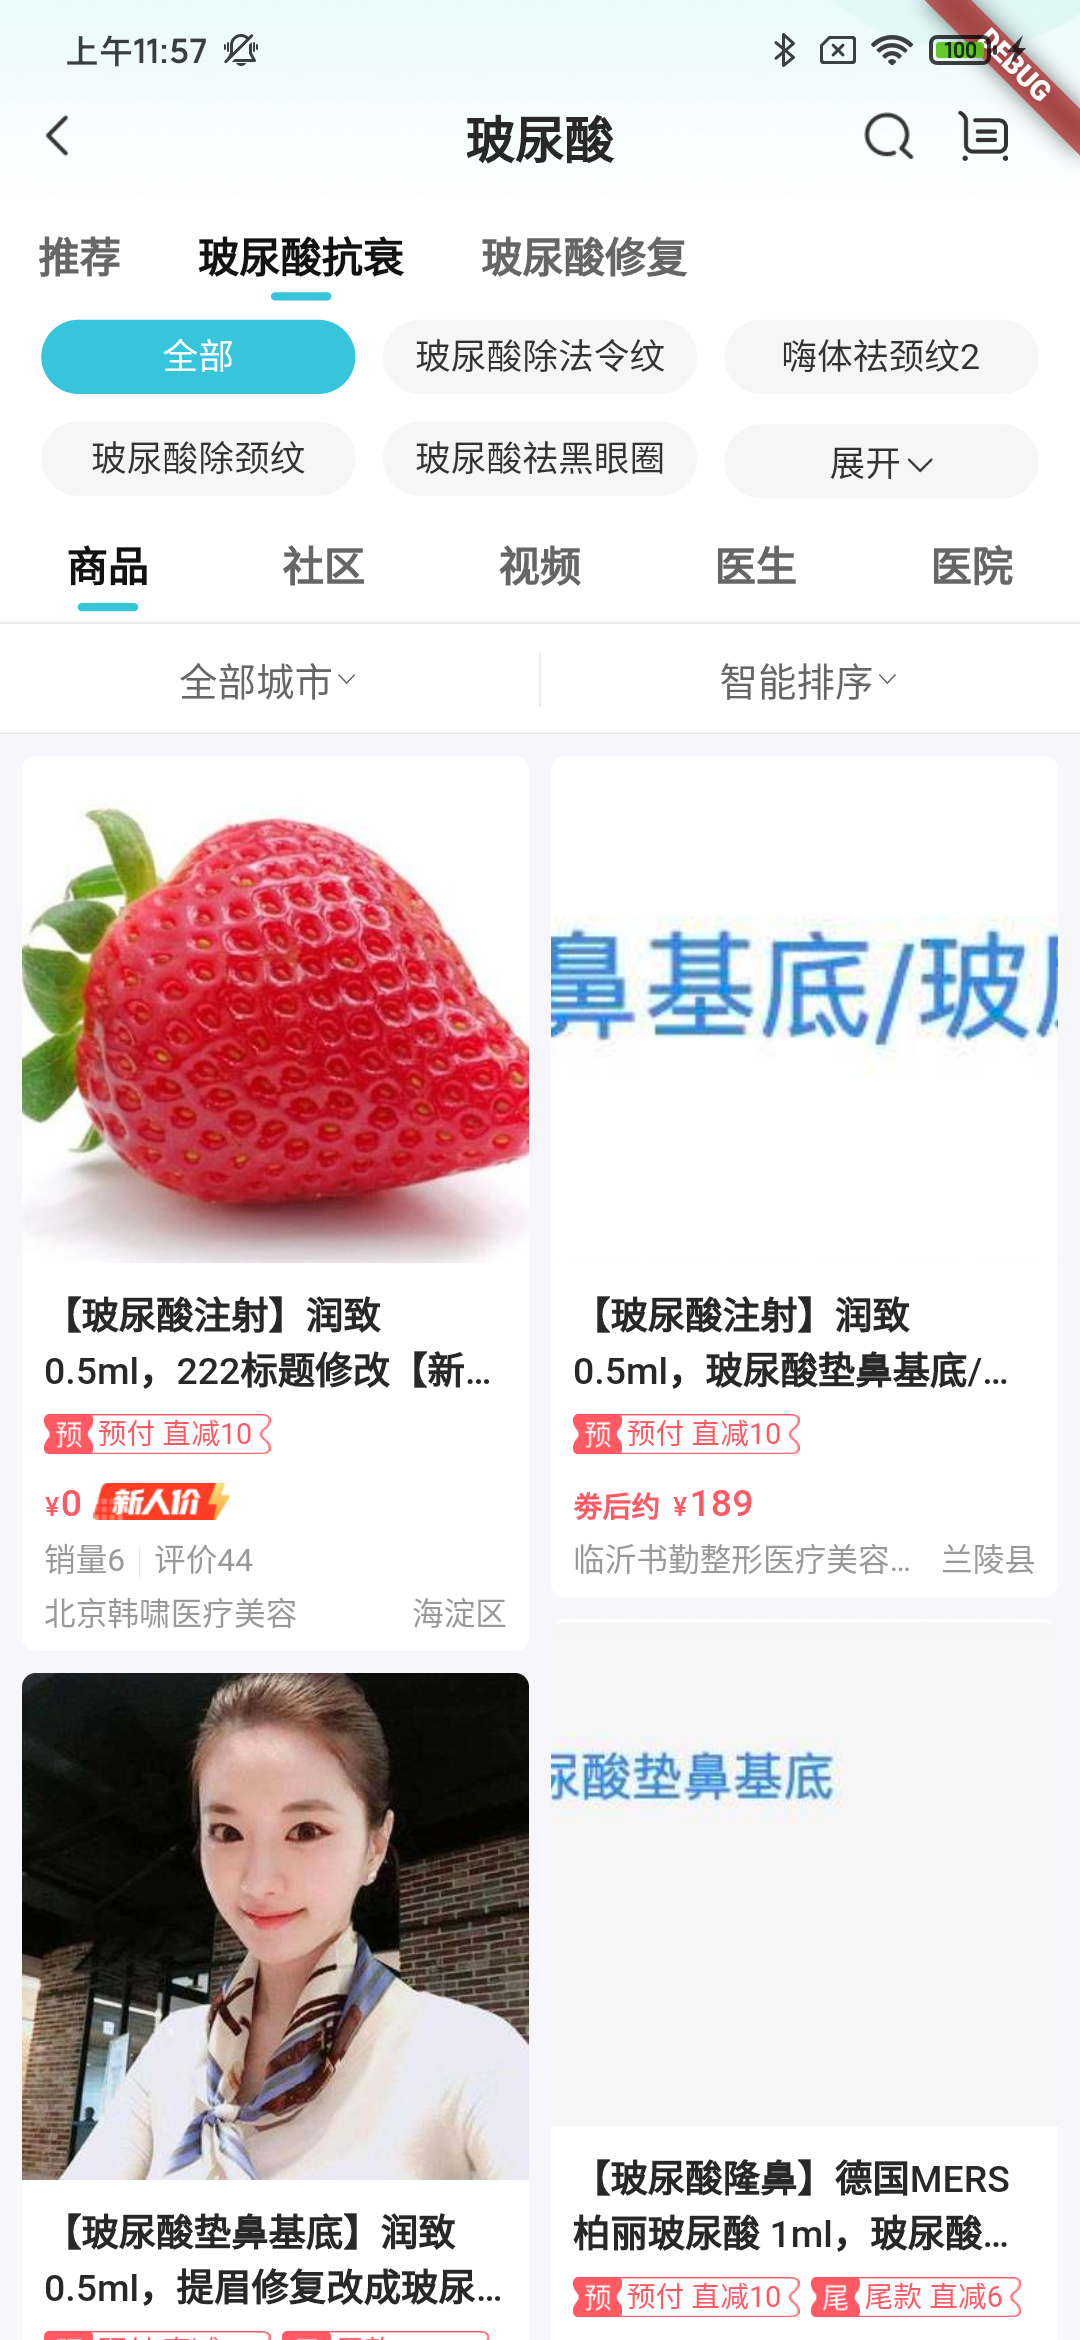 上午11:57
100
DEBUG
玻尿酸
推荐 玻尿酸抗衰 玻尿酸修复
全部 玻尿酸除法令纹 嗨体祛颈纹2
玻尿酸除颈纹 玻尿酸祛黑眼圈 展开
商品 社区 视频 医生 医院
全部城市 智能排序
鼻基底/玻
【玻尿酸注射】润致
0.5ml，222标题修改【新...
预 预付 直减10
¥0 新人价
销量6 评价44
北京韩啸医疗美容 海淀区
【玻尿酸注射】润致
0.5ml，玻尿酸垫鼻基底/...
预 预付 直减10
券后约 ¥189
临沂书勤整形医疗美容... 兰陵县
尿酸垫鼻基底
【玻尿酸垫鼻基底】润致
0.5ml，提眉修复改成玻尿...
【玻尿酸隆鼻】德国MERS
柏丽玻尿酸 1ml，玻尿酸...
预 预付 直减10 尾 尾款 直减6